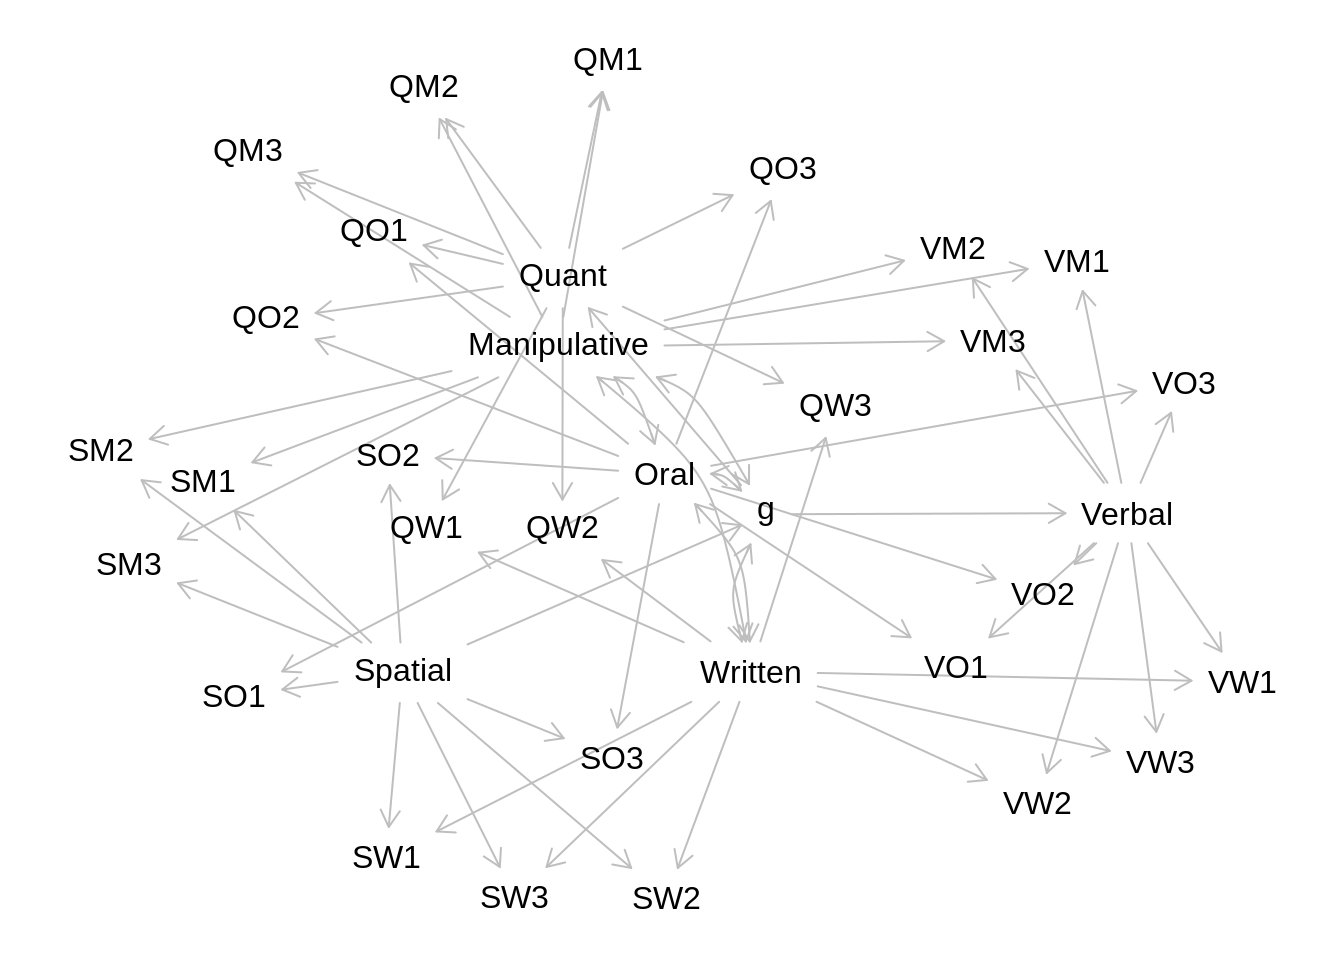 QM1
QM2
QM3
QO3
QO1
VM2
VM1
Quant
QO2
Manipulative
VM3
VO3
QW3
SM2
SO2
Oral
SM1
g
QW1
QW2
Verbal
SM3
VO2
Spatial
Written
VO1
VW1
SO1
SO3
VW3
VW2
SW1
SW3
SW2